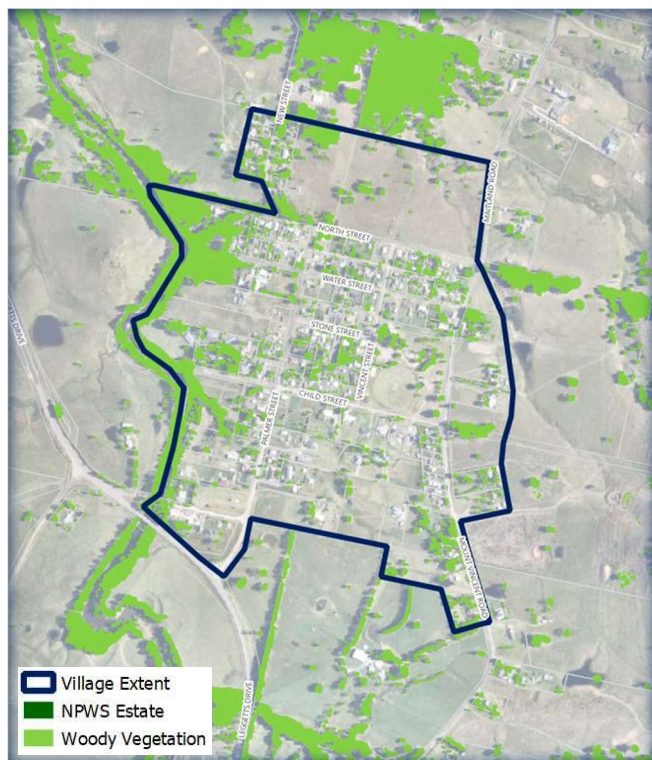 NEW STREET
MAITLAND ROAD
NORTH STREET
WATER STREET
STONE STREET
VINCENT STREET
CHILD STREET
PALMER STREET
MOUNT VINCENT ROAD
LEGGETTS DRIVE
Village Extent
NPWS Estate
Woody Vegetation